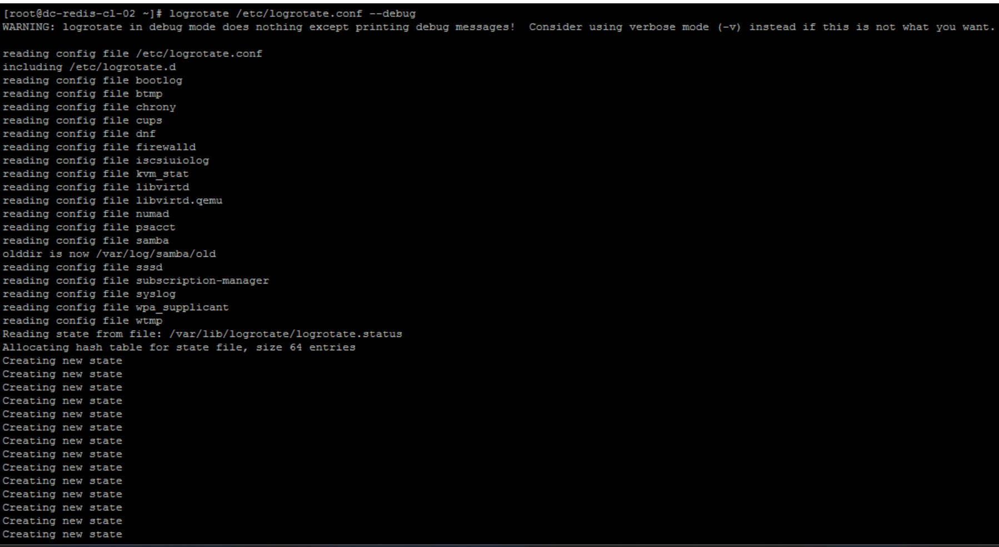 [root@dc-redis-cl-02 ~]# logrotate /etc/logrotate.conf --debug
WARNING: logrotate in debug mode does nothing except printing debug messages!  Consider using verbose mode (-v) instead if this is not what you want.
reading config file /etc/logrotate.conf
including /etc/logrotate.d
reading config file bootlog
reading config file btmp
reading config file chrony
reading config file cups
reading config file dnf
reading config file firewalld
reading config file iscsiuiolog
reading config file kvm_stat
reading config file libvirtd
reading config file libvirtd.qemu
reading config file numad
reading config file psacct
reading config file samba
olddir is now /var/log/samba/old
reading config file sssd
reading config file subscription-manager
reading config file syslog
reading config file wpa_supplicant
reading config file wtmp
Reading state from file: /var/lib/logrotate/logrotate.status
Allocating hash table for state file, size 64 entries
Creating new state
Creating new state
Creating new state
Creating new state
Creating new state
Creating new state
Creating new state
Creating new state
Creating new state
Creating new state
Creating new state
Creating new state
Creating new state
Creating new state